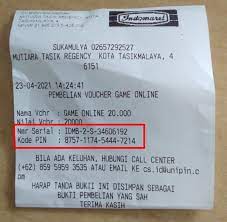 Indomaret
SUKAMULYA 02657292527
MUTIARA TASIK REGENCY KOTA TASIKMALAYA, 4
6151
23-04-2021 14:24:41
PEMBELIAN VOUCHER GAME ONLINE
Nama Vchr : GAME ONLINE 20.000
Nilai Vchr : 20000
Nmr Serial : IDMB-2-S-34606192
Kode PIN : 8757-1174-5444-7214
BILA ADA KELUHAN, HUBUNGI CALL CENTER
(+62) 859 5959 3535 ATAU KE cs.id@unipin.c
om
HARAP TANDA BUKTI INI DISIMPAN SEBAGAI
BUKTI PEMBELIAN YANG SAH
TERIMA KASIH